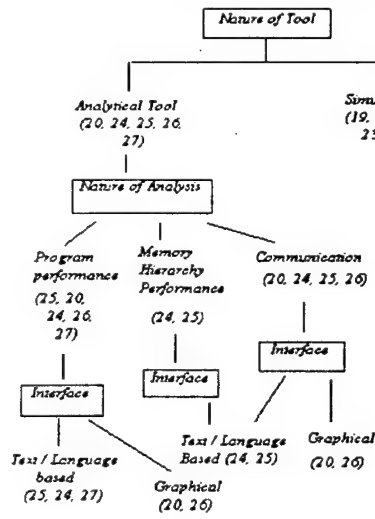 Nature of Tool
Analytical Tool
(20, 24, 25, 26,
27)
(19,
Nature of Analysis
Program
performance
(25, 20,
24, 26,
27)
Memory
Hierarchy
Performance
(24, 25)
Communication
(20, 24, 25, 26)
Interface
Interface
Interface
Text / Language
based
(25, 24, 27)
Graphical
(20, 26)
Text / Language
Based (24, 25)
Graphical
(20, 26)